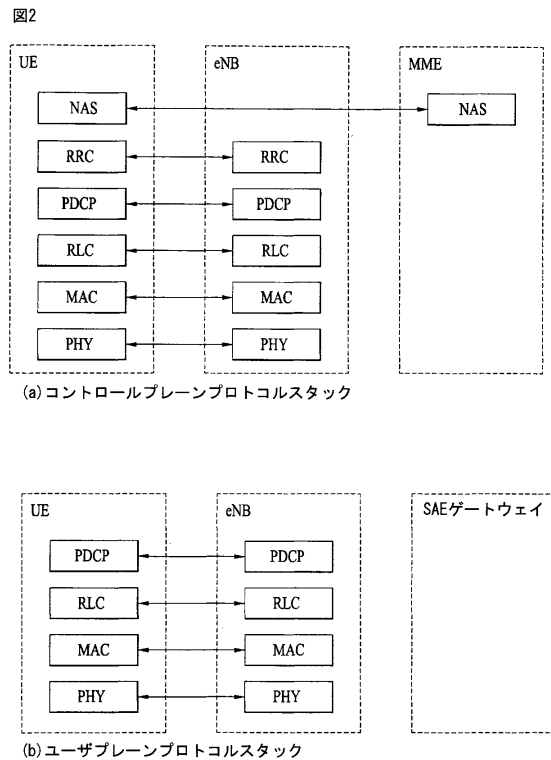 図2
UE eNB MME
NAS NAS
RRC RRC
PDCP PDCP
RLC RLC
MAC MAC
PHY PHY
(a)コントロールプレーンプロトコルスタック
UE eNB SAEゲートウェイ
PDCP PDCP
RLC RLC
MAC MAC
PHY PHY
(b)ユーザプレーンプロトコルスタック